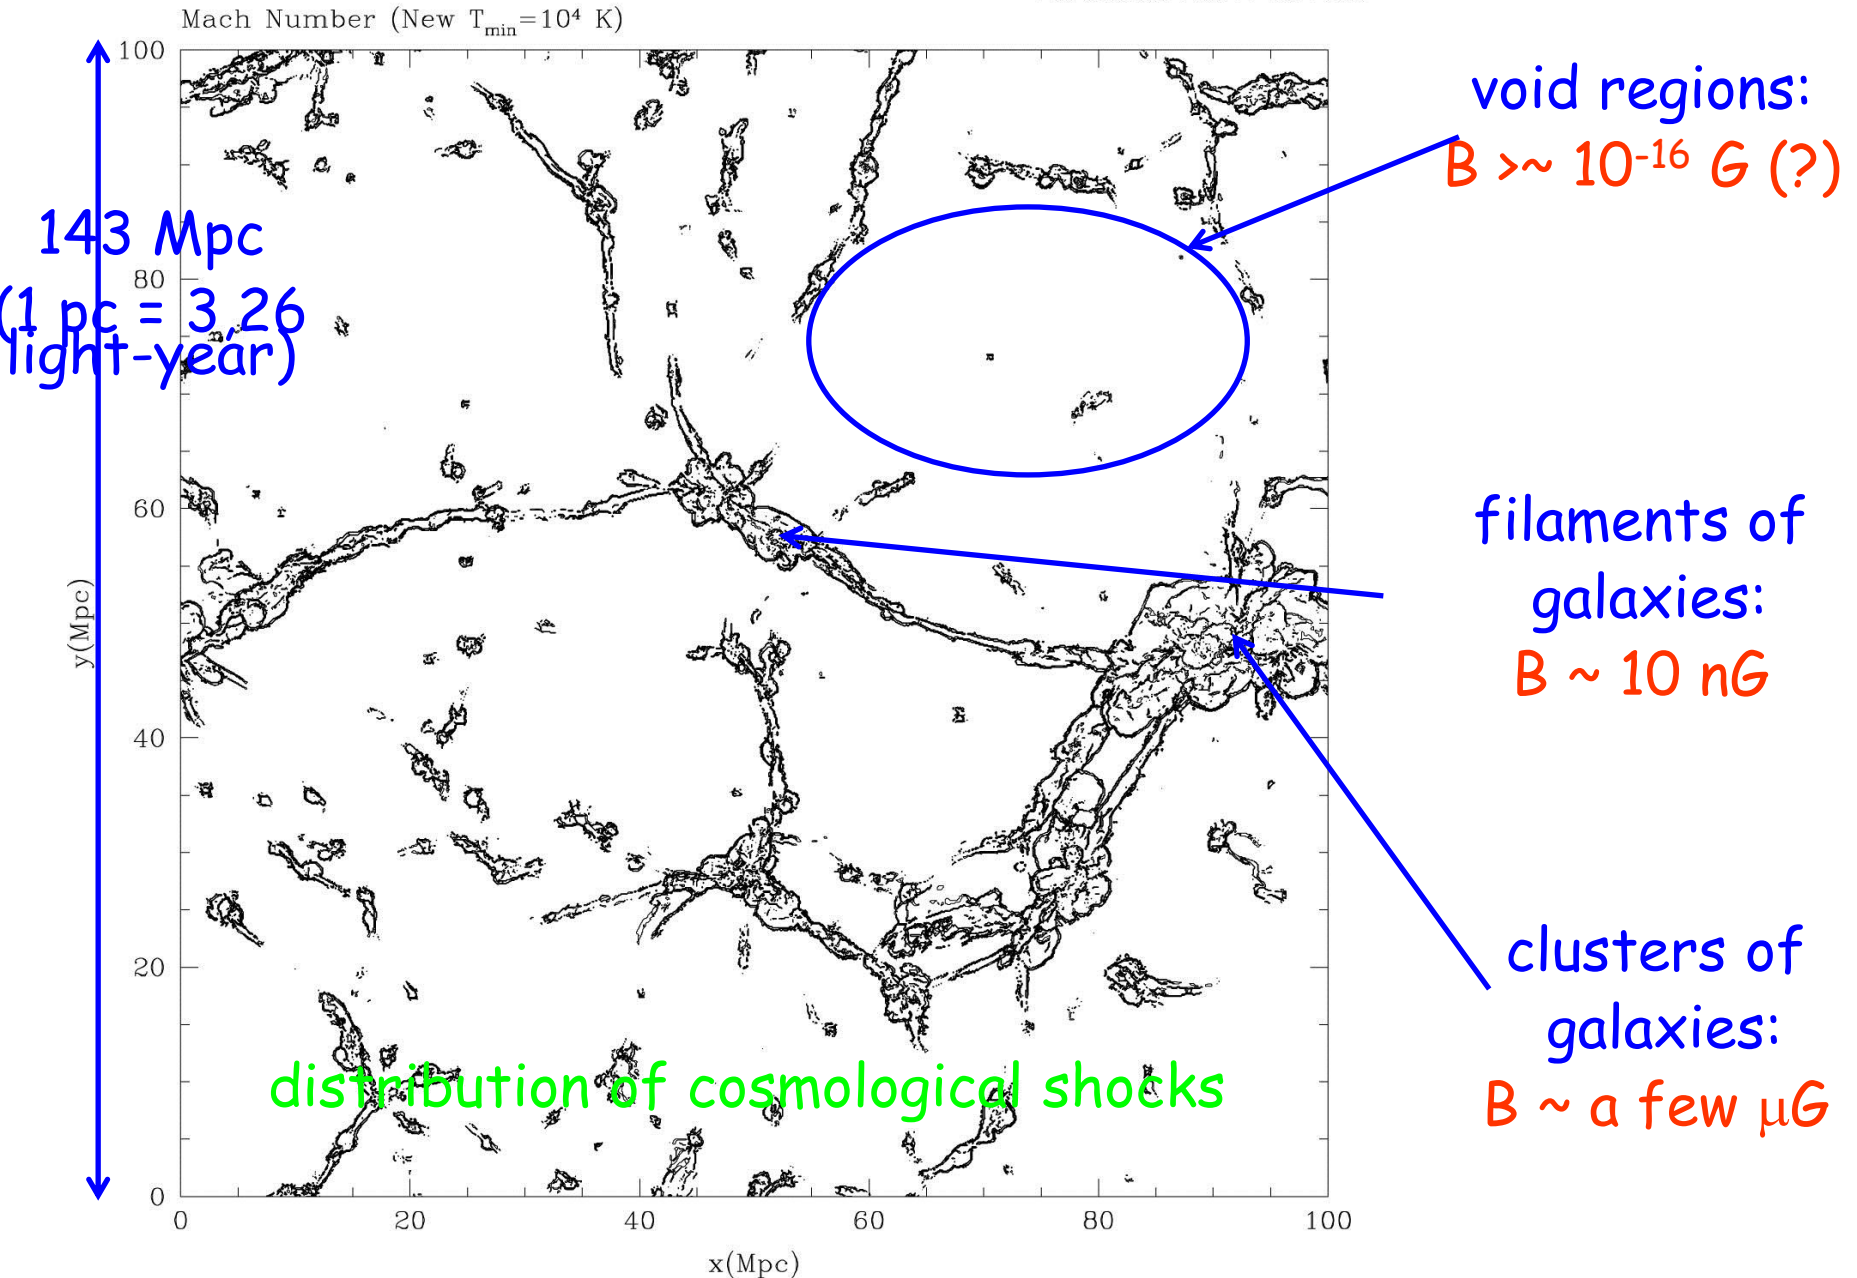 Mach Number (New Tmin=10⁴ K)
100
80
60
40
20
0
y(Mpc)
0 20 40 60 80 100
x(Mpc)
143 Mpc
(1 pc = 3,26
light-year)
void regions:
B >~ 10⁻¹⁶ G (?)
filaments of
galaxies:
B ~ 10 nG
clusters of
galaxies:
B ~ a few μG
distribution of cosmological shocks